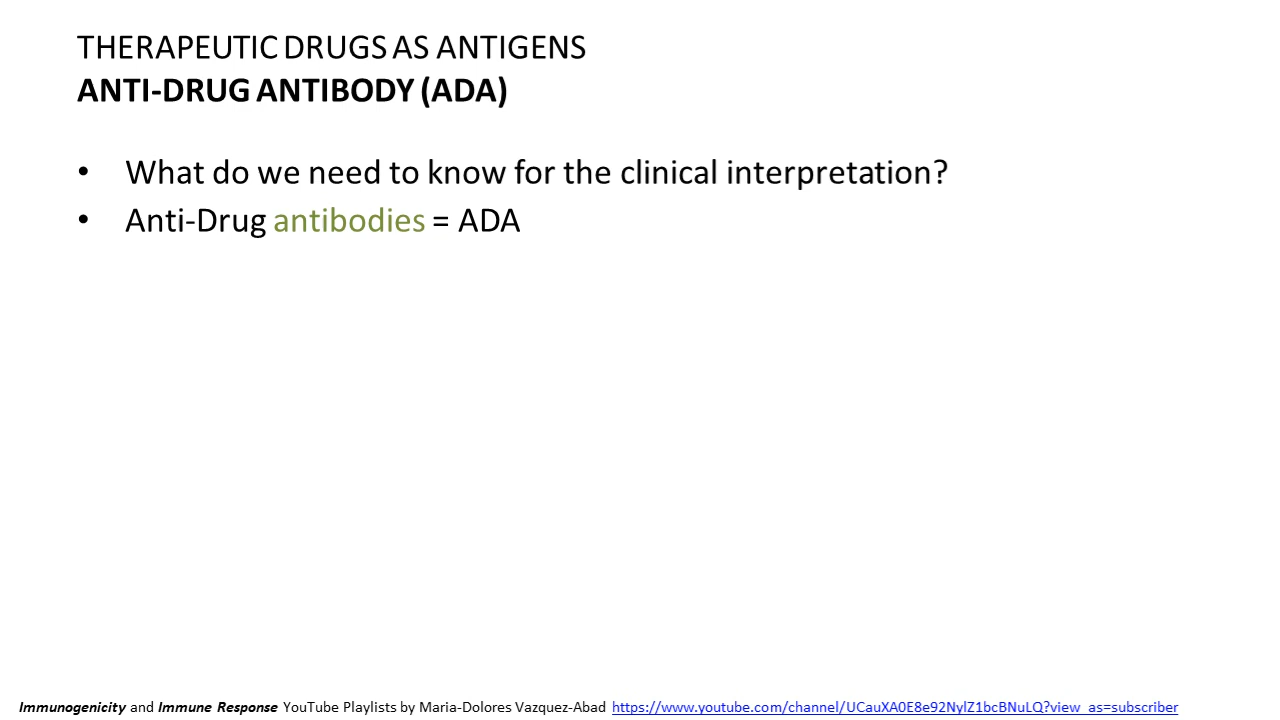 THERAPEUTIC DRUGS AS ANTIGENS
ANTI-DRUG ANTIBODY (ADA)
• What do we need to know for the clinical interpretation?
• Anti-Drug antibodies = ADA
Immunogenicity and Immune Response YouTube Playlists by Maria-Dolores Vazquez-Abad https://www.youtube.com/channel/UCauXA0E8e92NylZ1bcBNuLQ?view_as=subscriber